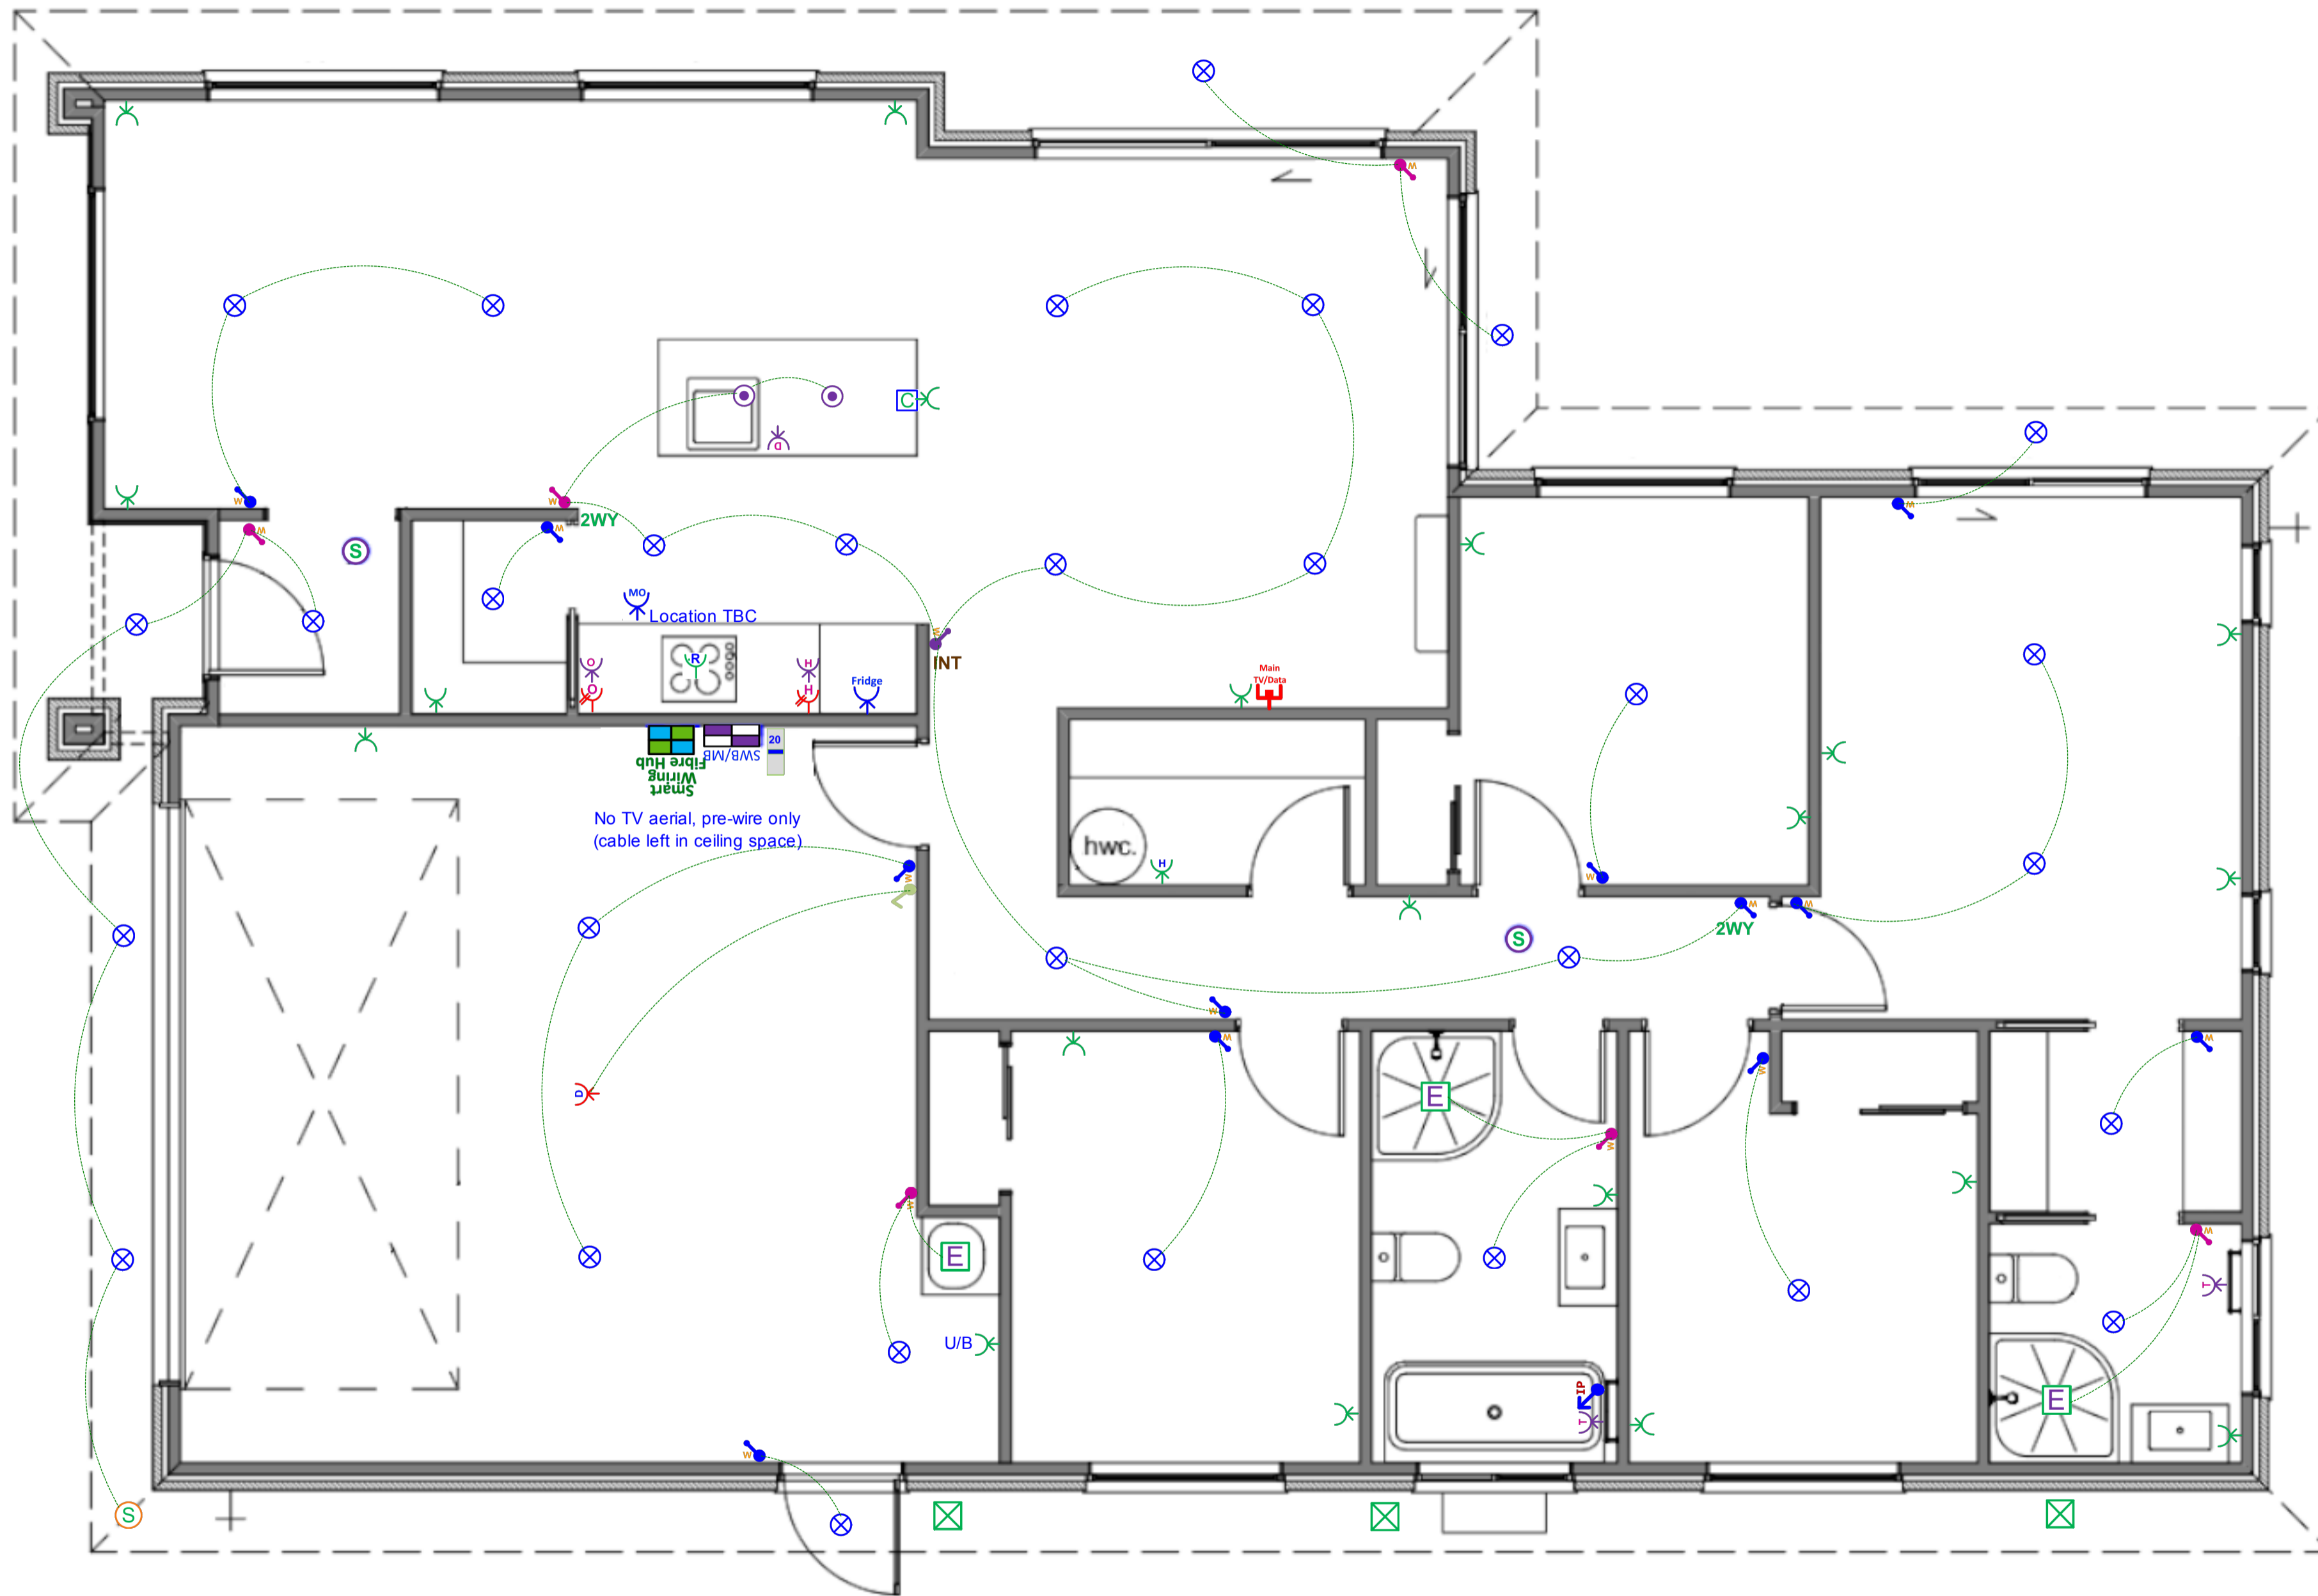 W
C
D
W
W
2WY
W
W
S
W
MO
Location TBC
W
INT
O
R
H
Main
TV/Data
O
H
Fridge
20
SWB/MB
Smart
Wiring
Fibre Hub
No TV aerial, pre-wire only
(cable left in ceiling space)
hwc.
H
W
W
W
W
2WY
S
W
W
W
W
E
D
W
W
W
E
T
U/B
IP
T
E
W
S